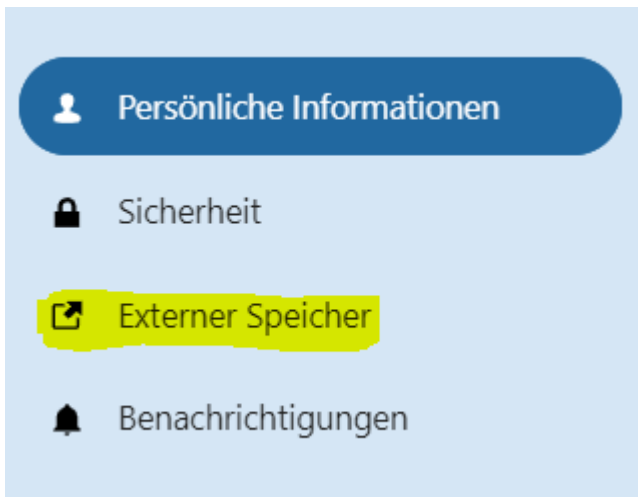 Persönliche Informationen
Sicherheit
Externer Speicher
Benachrichtigungen